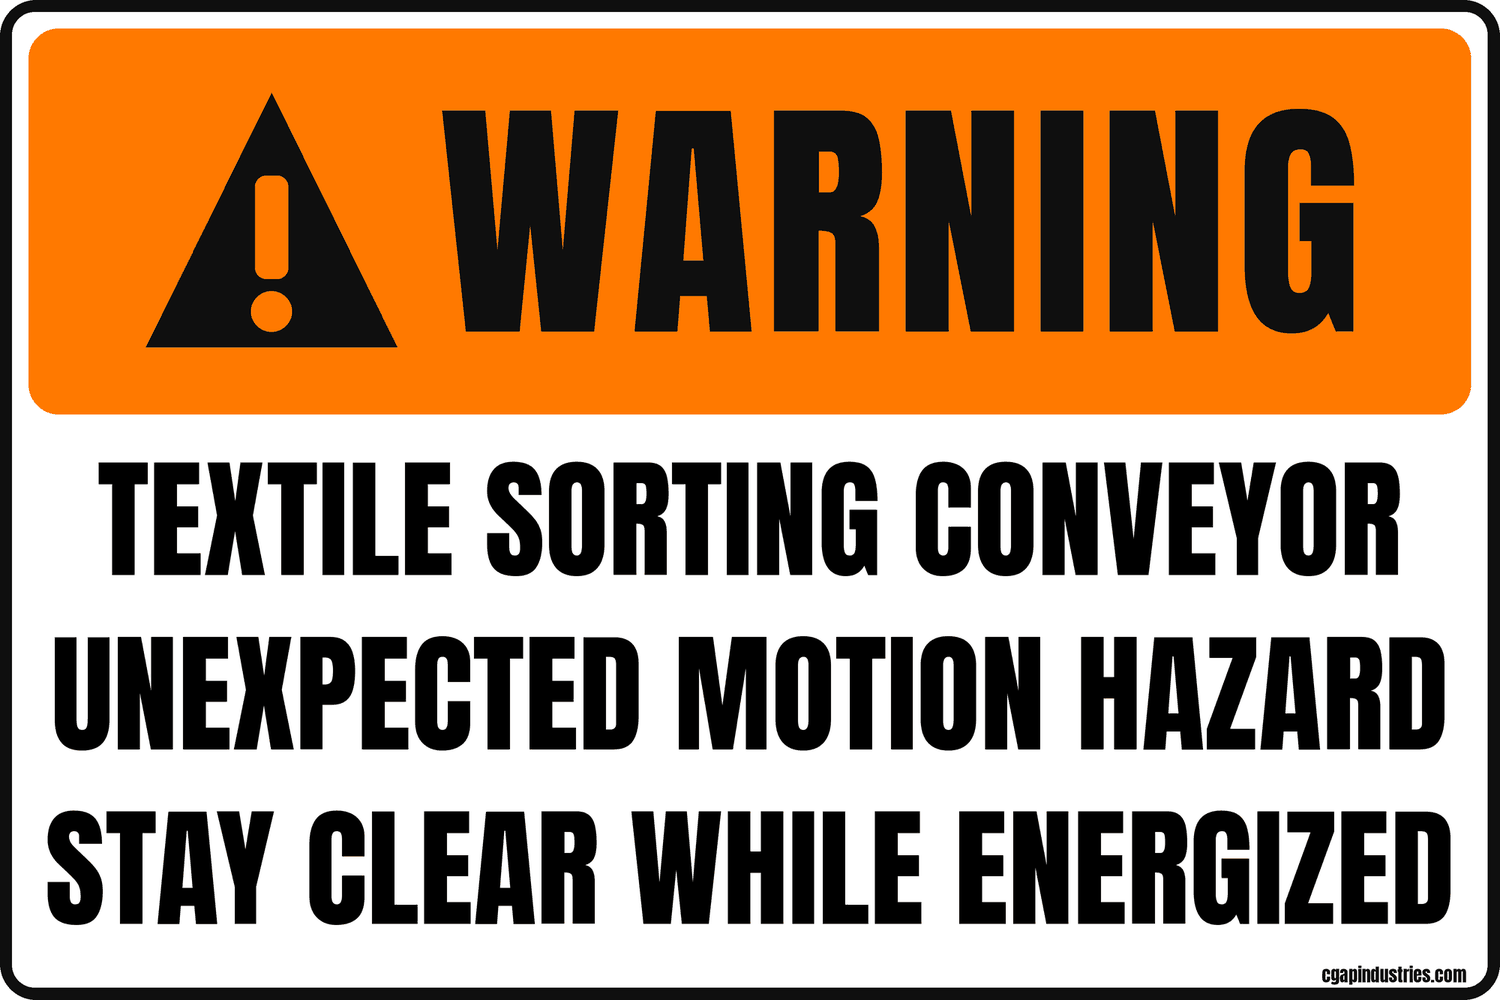 WARNING
TEXTILE SORTING CONVEYOR
UNEXPECTED MOTION HAZARD
STAY CLEAR WHILE ENERGIZED
cgapindustries.com